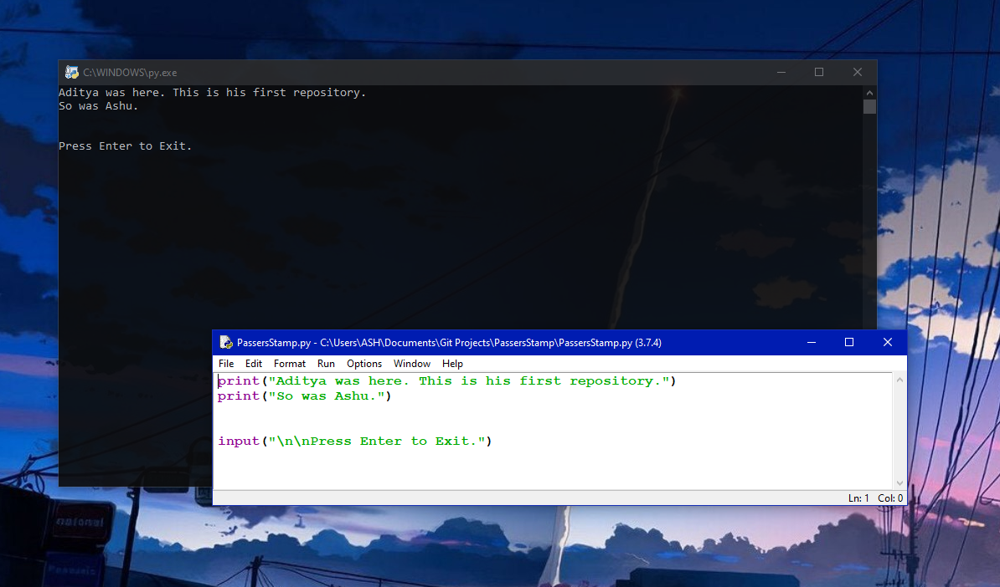 C:\WINDOWS\py.exe
Aditya was here. This is his first repository.
So was Ashu.
Press Enter to Exit.
PassersStamp.py - C:\Users\ASH\Documents\Git Projects\PassersStamp\PassersStamp.py (3.7.4)
File Edit Format Run Options Window Help
print("Aditya was here. This is his first repository.")
print("So was Ashu.")
input("\n\nPress Enter to Exit.")
Ln: 1 Col: 0
national
Panasonic